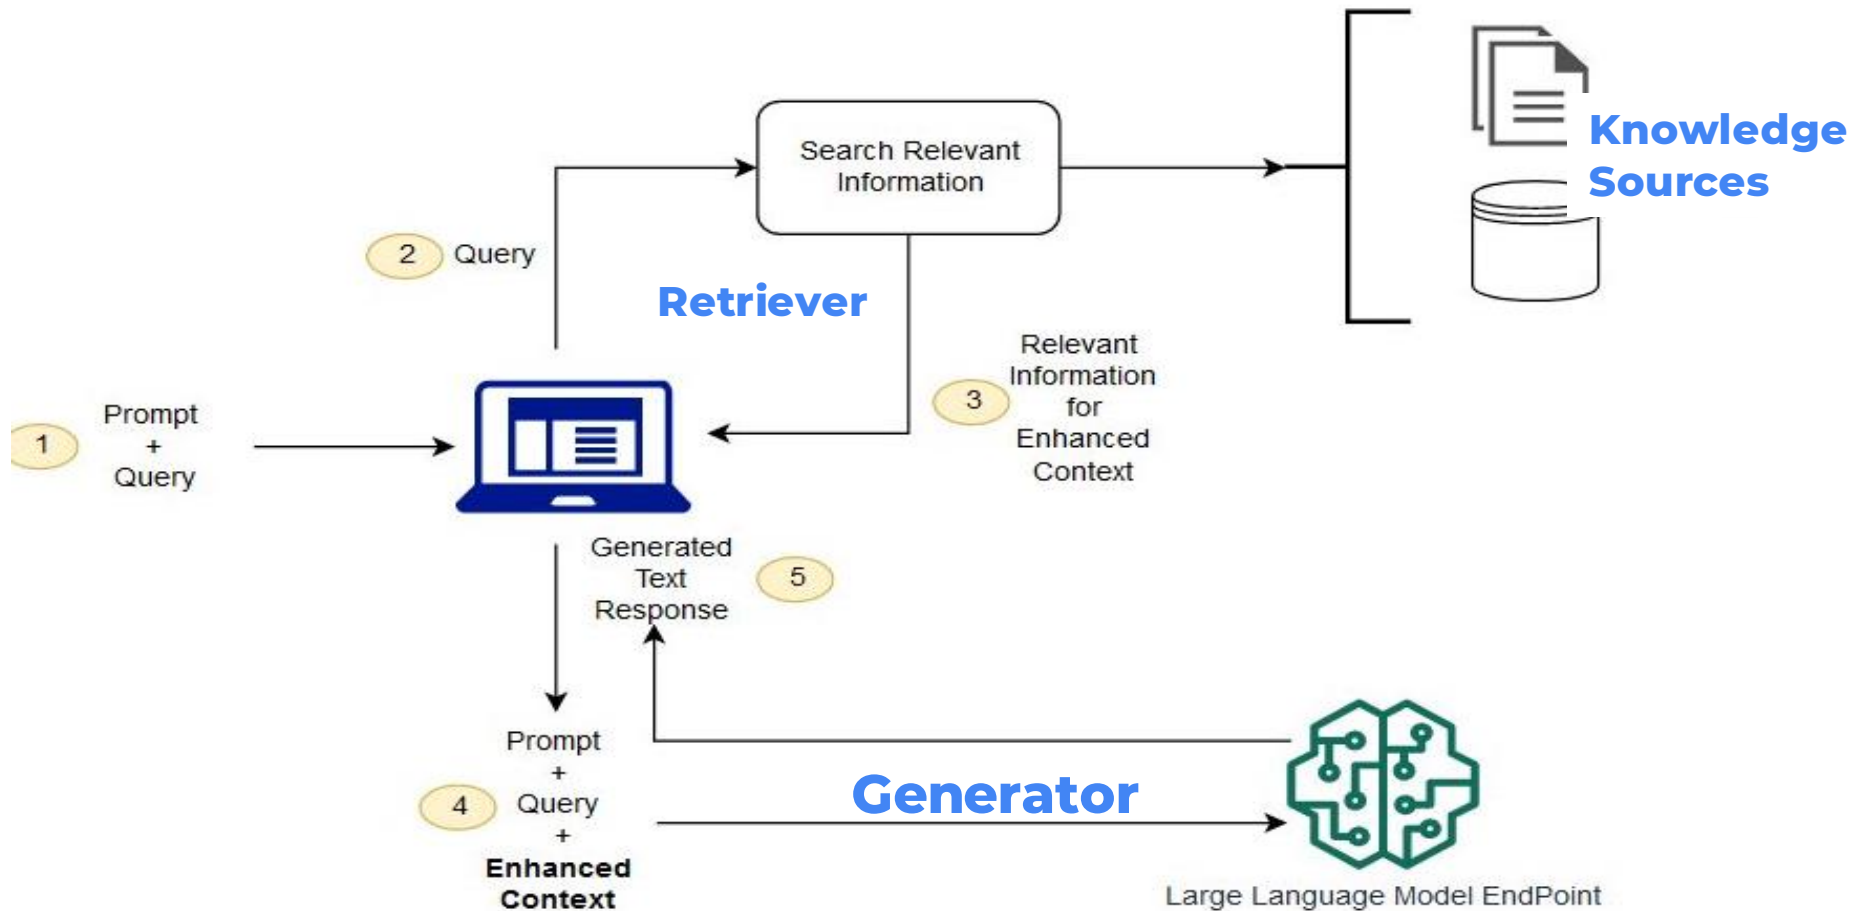 Search Relevant
Information
Knowledge
Sources
2
Query
Retriever
3
Relevant
Information
for
Enhanced
Context
1
Prompt
+
Query
Generated
Text
Response
5
4
Prompt
+
Query
+
Enhanced
Context
Generator
Large Language Model EndPoint